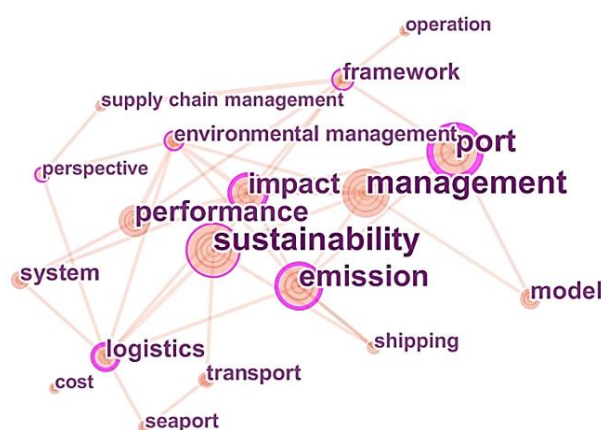 operation
framework
supply chain management
environmental management
port
perspective
impact
management
performance
sustainability
system
emission
model
logistics
shipping
transport
cost
seaport